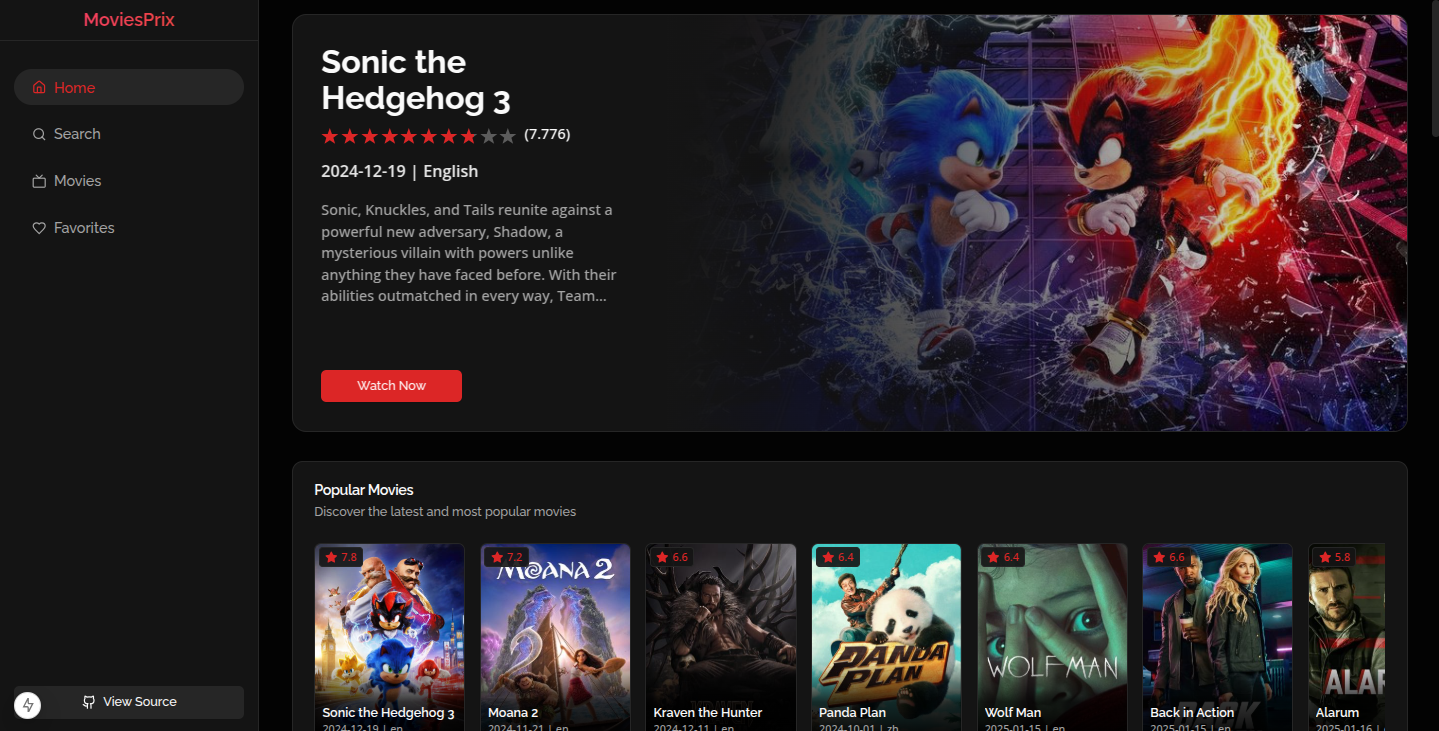 MoviesPrix
Home
Search
Movies
Favorites
View Source
Sonic the
Hedgehog 3
(7.776)
2024-12-19 | English
Sonic, Knuckles, and Tails reunite against a
powerful new adversary, Shadow, a
mysterious villain with powers unlike
anything they have faced before. With their
abilities outmatched in every way, Team...
Watch Now
Popular Movies
Discover the latest and most popular movies
7.8
Sonic the Hedgehog 3
2024-12-19 | en
7.2
MOANA 2
Moana 2
2024-11-21 | en
6.6
Kraven the Hunter
2024-12-11 | en
6.4
PANDA
PLAN
Panda Plan
2024-10-01 | zh
6.4
WOLF MAN
Wolf Man
2025-01-15 | en
6.6
BACK
Back in Action
2025-01-15 | en
5.8
ALAR
Alarum
2025-01-16 |